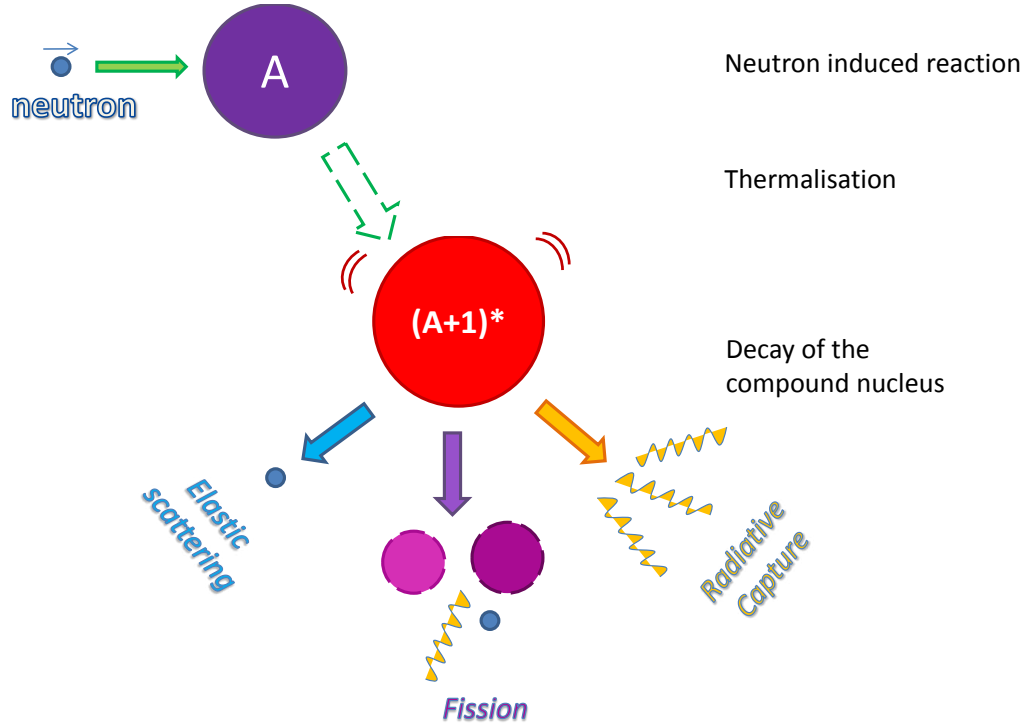 A
Neutron induced reaction
neutron
Thermalisation
(A+1)*
Decay of the
compound nucleus
Elastic
scattering
Radiative
Capture
Fission